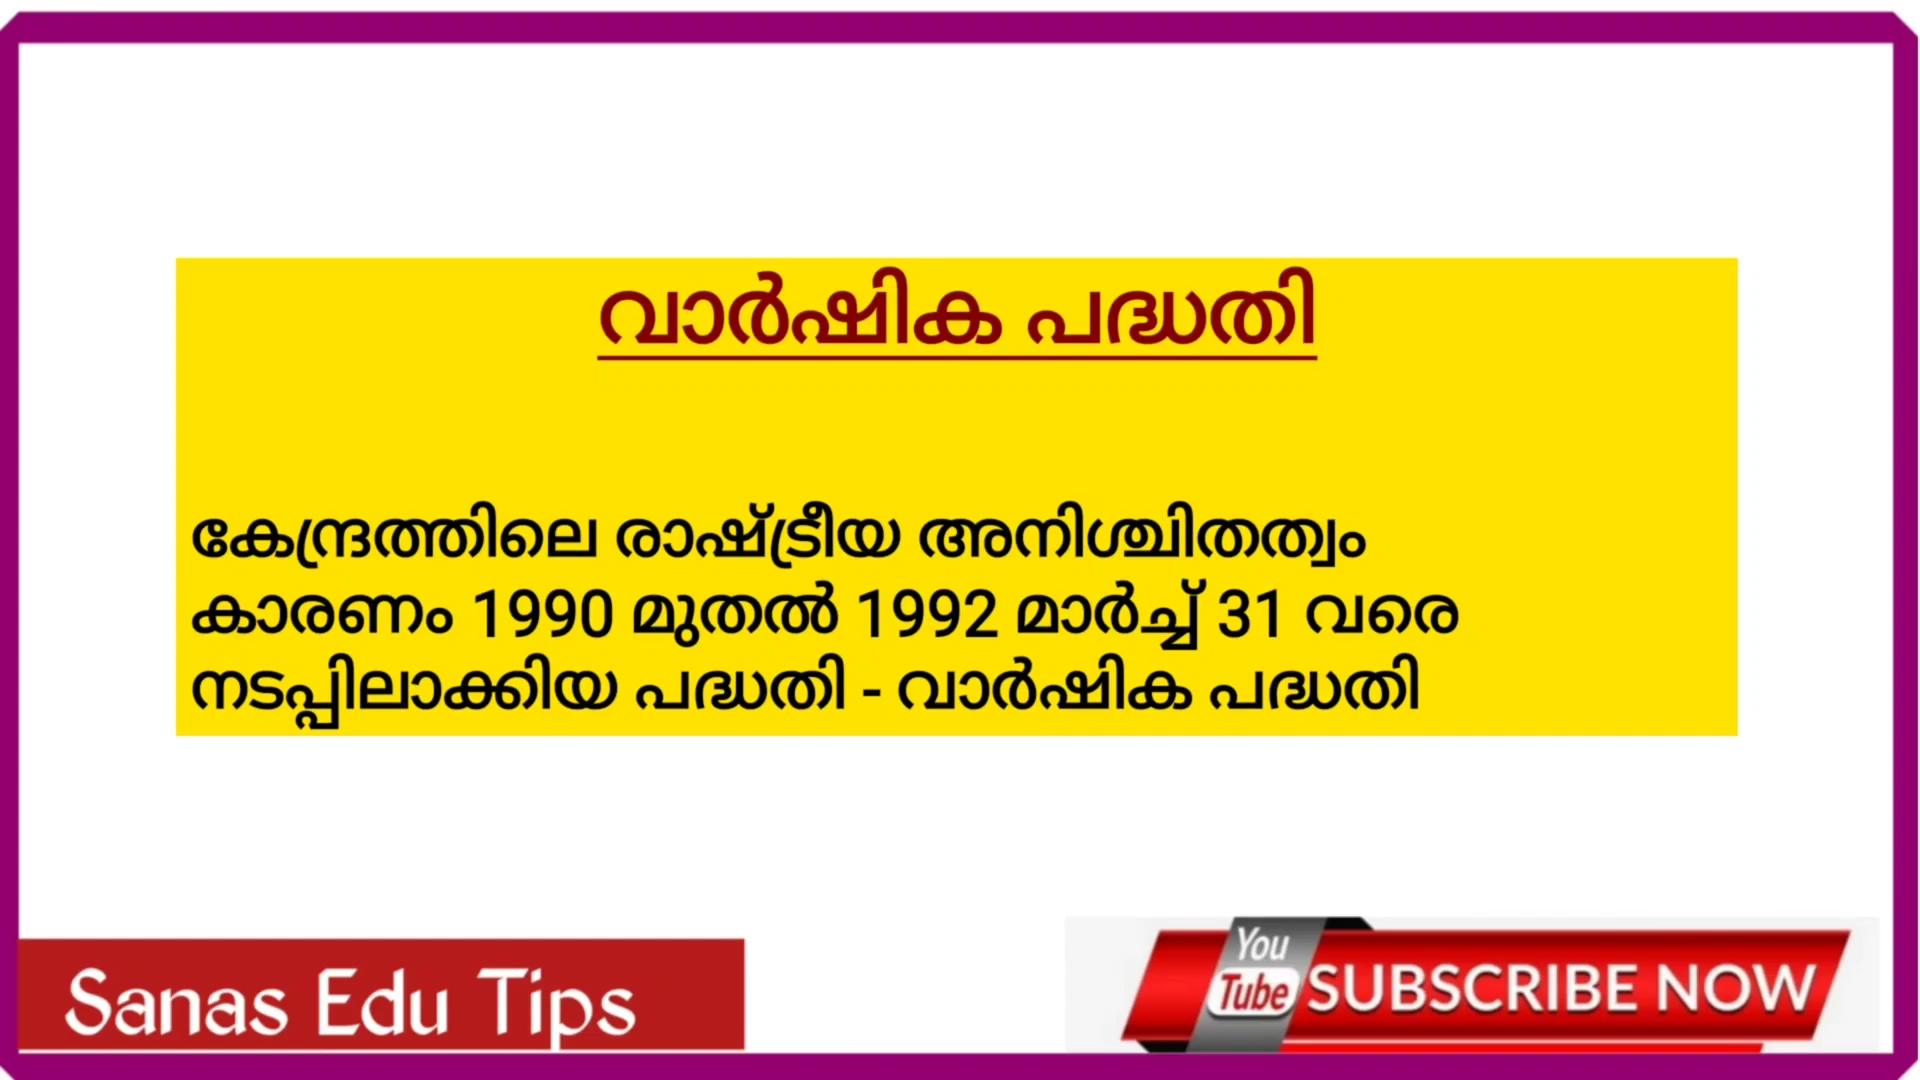 വാർഷിക പദ്ധതി
കേന്ദ്രത്തിലെ രാഷ്ട്രീയ അനിശ്ചിതത്വം
കാരണം 1990 മുതൽ 1992 മാർച്ച് 31 വരെ
നടപ്പിലാക്കിയ പദ്ധതി - വാർഷിക പദ്ധതി
Sanas Edu Tips
You
Tube SUBSCRIBE NOW